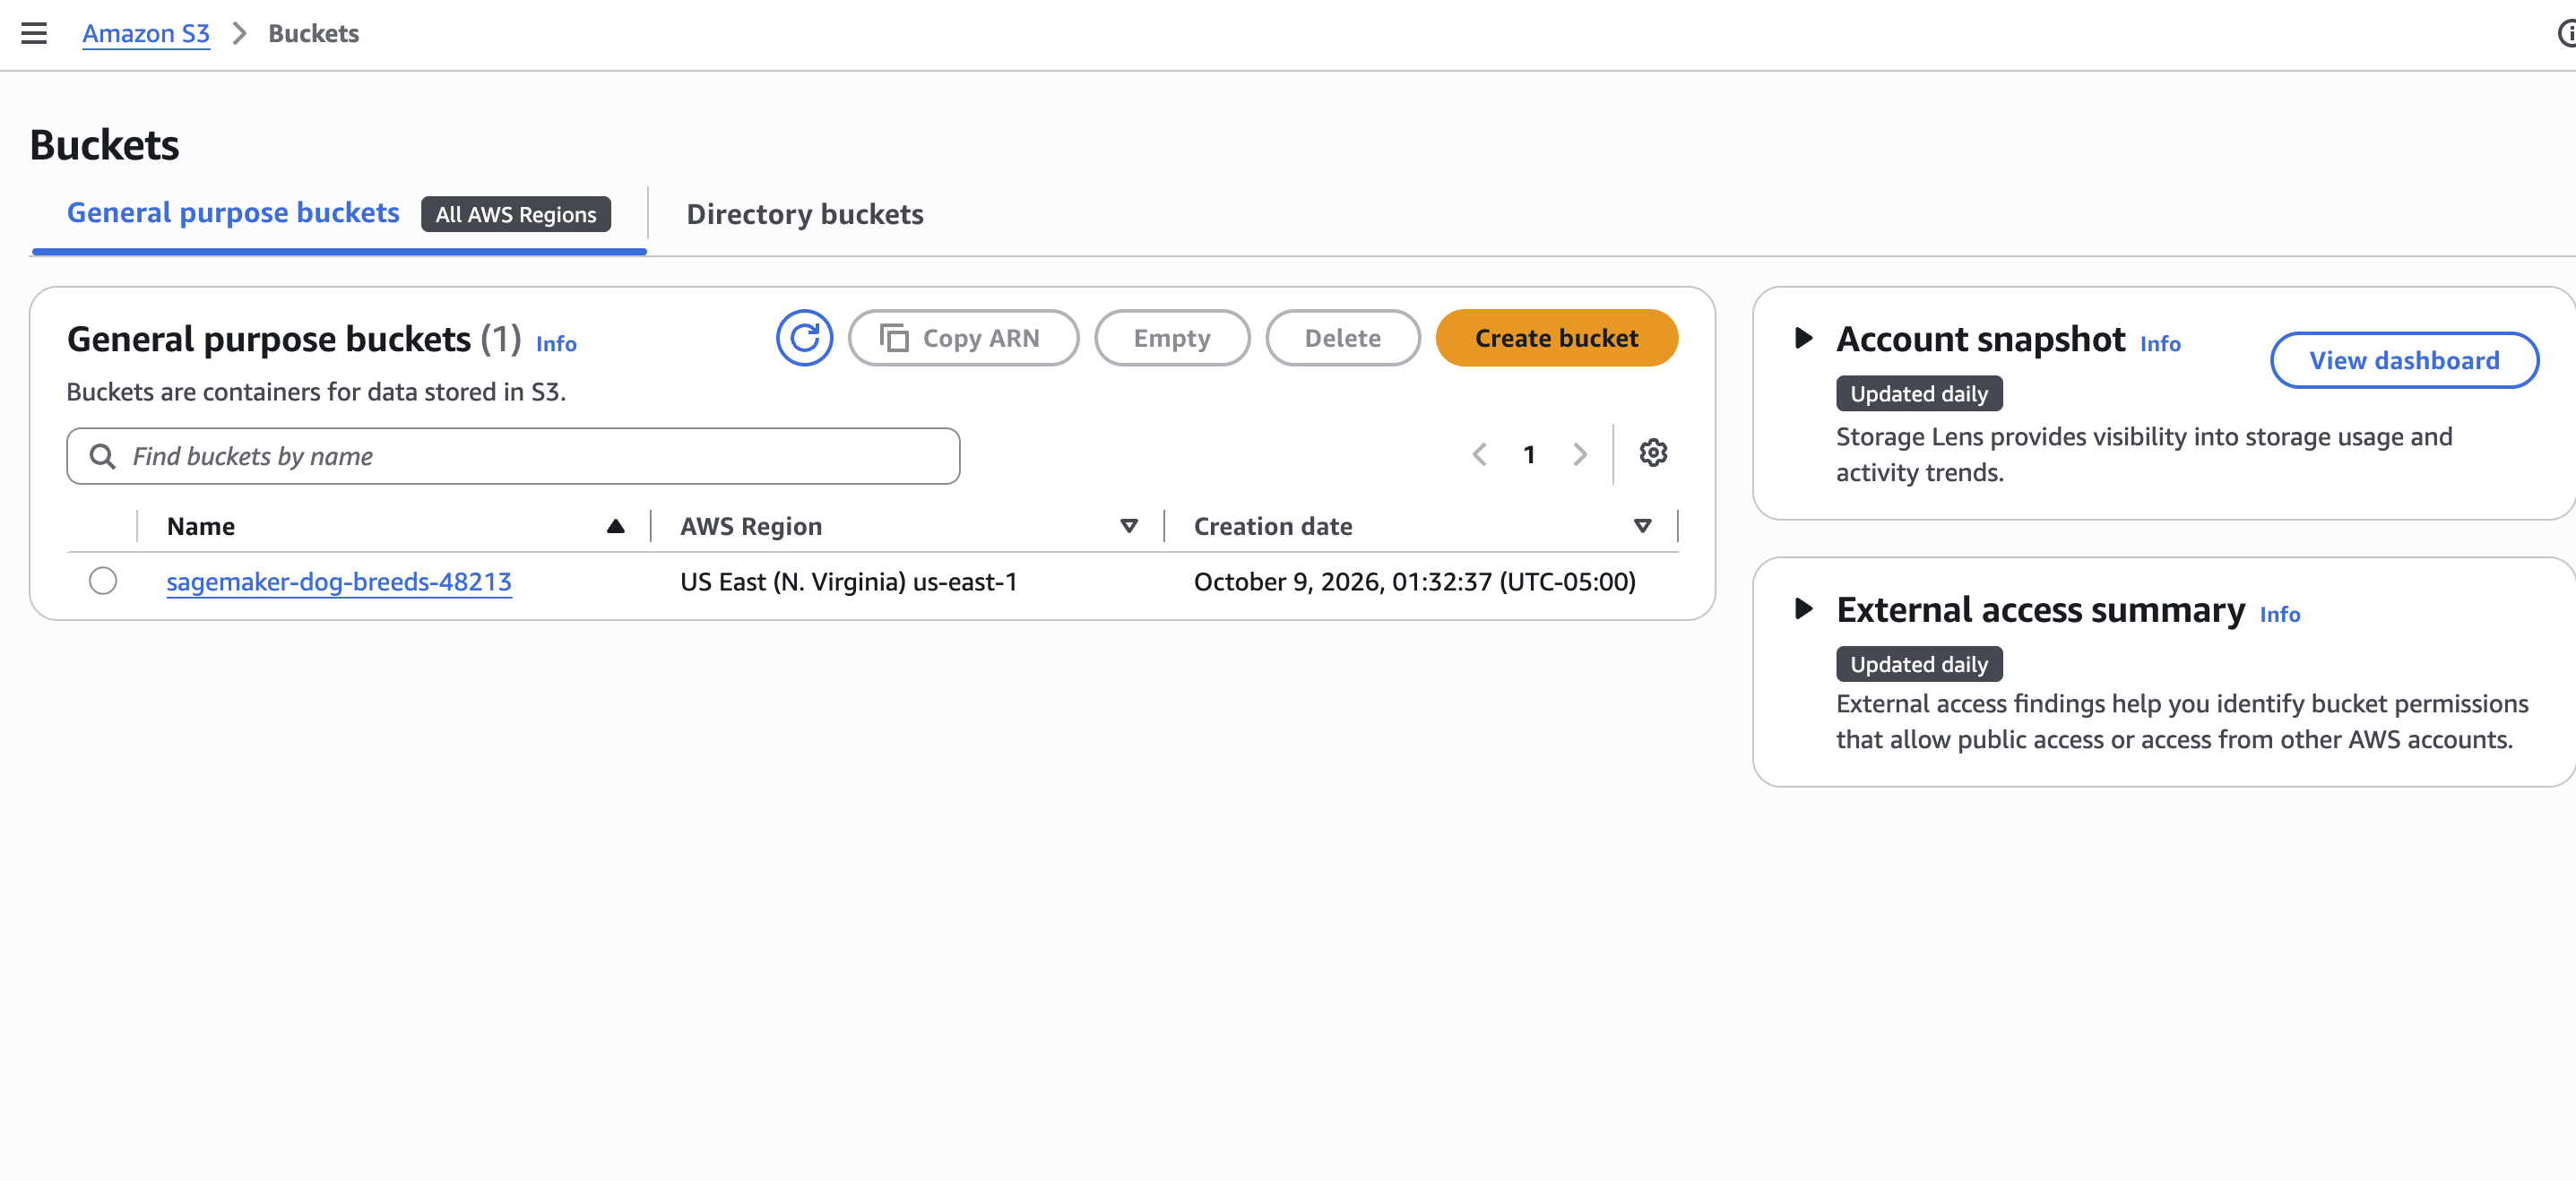 Amazon S3 > Buckets
Buckets
General purpose buckets All AWS Regions Directory buckets
General purpose buckets (1) Info
Copy ARN Empty Delete Create bucket
Buckets are containers for data stored in S3.
Find buckets by name
1
Name AWS Region Creation date
sagemaker-dog-breeds-48213 US East (N. Virginia) us-east-1 October 9, 2026, 01:32:37 (UTC-05:00)
Account snapshot Info
View dashboard
Updated daily
Storage Lens provides visibility into storage usage and
activity trends.
External access summary Info
Updated daily
External access findings help you identify bucket permissions
that allow public access or access from other AWS accounts.